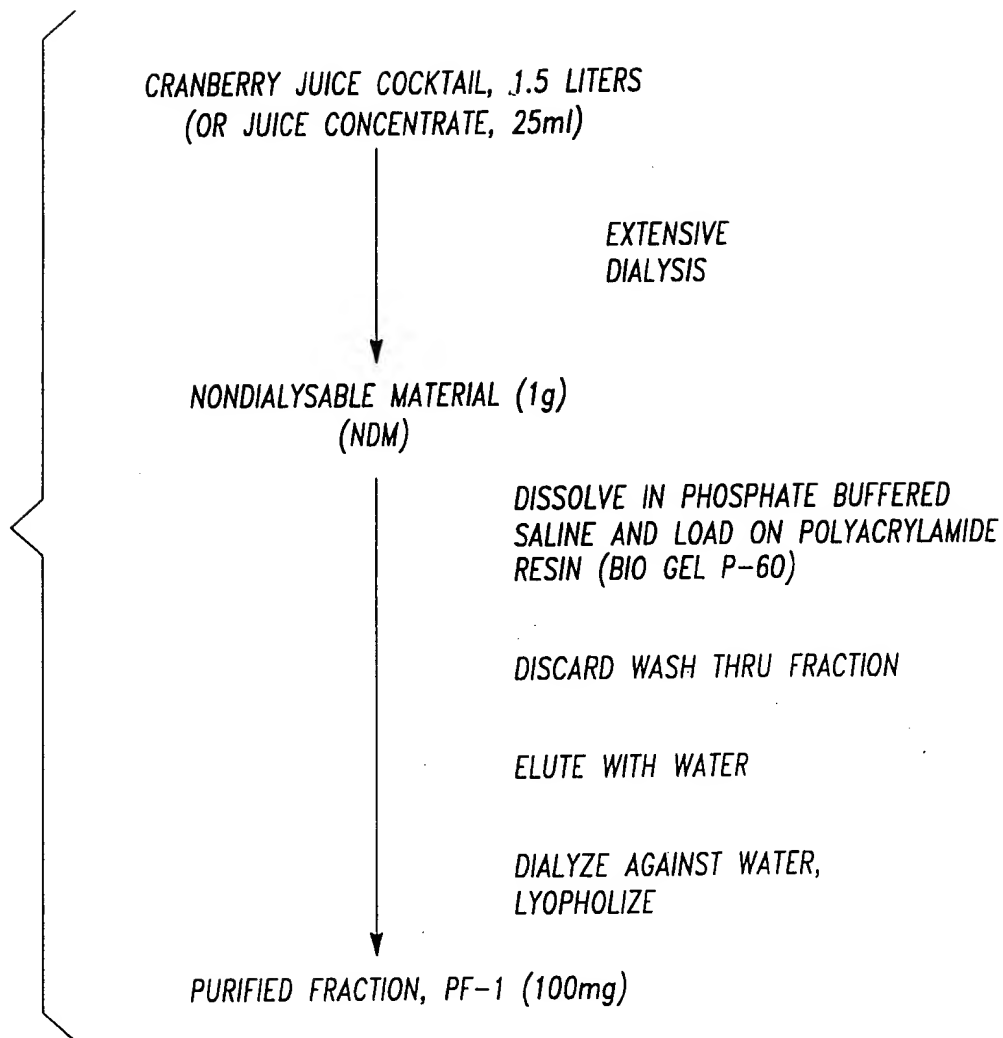 CRANBERRY JUICE COCKTAIL, 1.5 LITERS
(OR JUICE CONCENTRATE, 25ml)
EXTENSIVE
DIALYSIS
NONDIALYSABLE MATERIAL (1g)
(NDM)
DISSOLVE IN PHOSPHATE BUFFERED
SALINE AND LOAD ON POLYACRYLAMIDE
RESIN (BIO GEL P-60)
DISCARD WASH THRU FRACTION
ELUTE WITH WATER
DIALYZE AGAINST WATER,
LYOPHOLIZE
PURIFIED FRACTION, PF-1 (100mg)